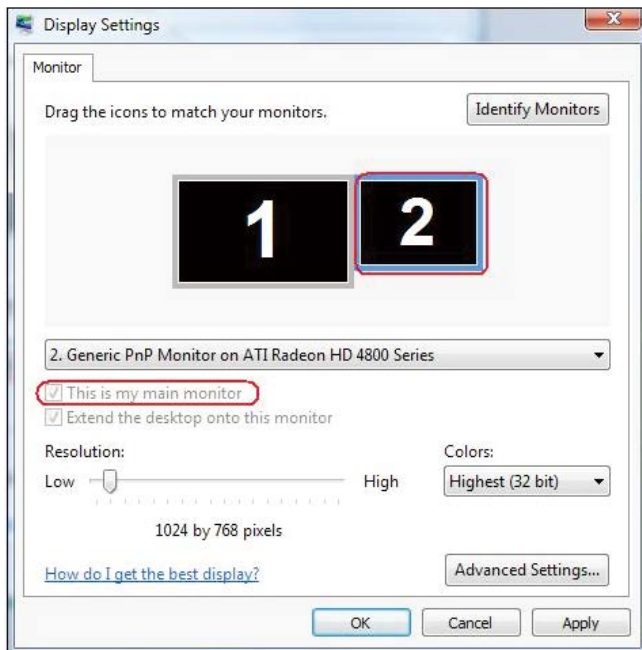 Display Settings
Monitor
Drag the icons to match your monitors.
Identify Monitors
1
2
2. Generic PnP Monitor on ATI Radeon HD 4800 Series
This is my main monitor
Extend the desktop onto this monitor
Resolution:
Colors:
Low
High
Highest (32 bit)
1024 by 768 pixels
How do I get the best display?
Advanced Settings...
OK
Cancel
Apply